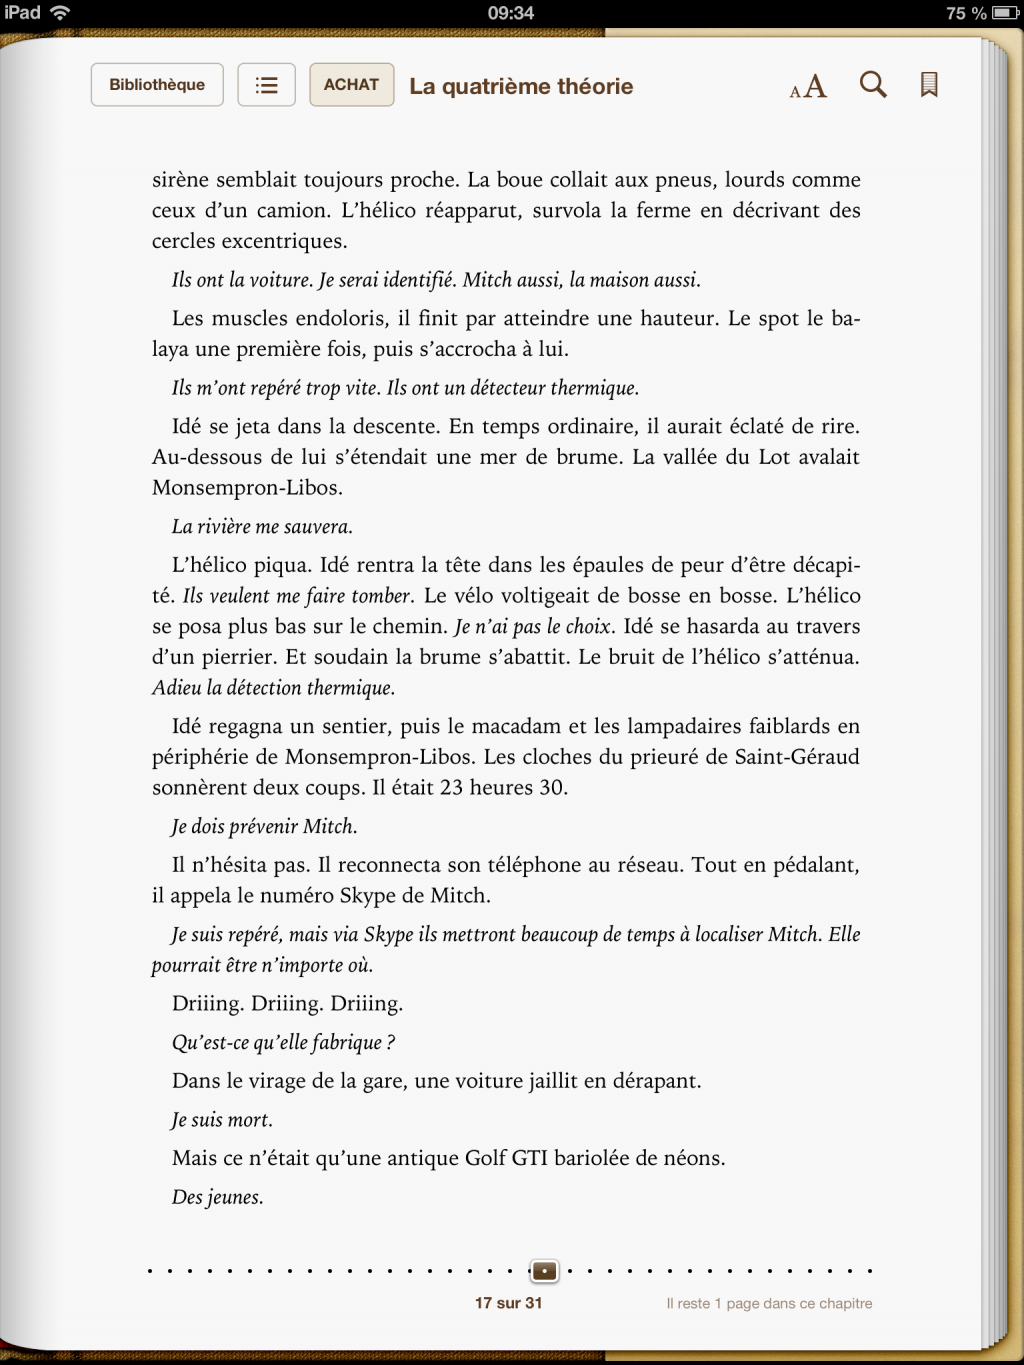 iPad 09:34 75 %
Bibliothèque ACHAT La quatrième théorie AA
sirène semblait toujours proche. La boue collait aux pneus, lourds comme
ceux d’un camion. L’hélico réapparut, survola la ferme en décrivant des
cercles excentriques.
Ils ont la voiture. Je serai identifié. Mitch aussi, la maison aussi.
Les muscles endoloris, il finit par atteindre une hauteur. Le spot le ba-
laya une première fois, puis s’accrocha à lui.
Ils m’ont repéré trop vite. Ils ont un détecteur thermique.
Idé se jeta dans la descente. En temps ordinaire, il aurait éclaté de rire.
Au-dessous de lui s’étendait une mer de brume. La vallée du Lot avalait
Monsempron-Libos.
La rivière me sauvera.
L’hélico piqua. Idé rentra la tête dans les épaules de peur d’être décapi-
té. Ils veulent me faire tomber. Le vélo voltigeait de bosse en bosse. L’hélico
se posa plus bas sur le chemin. Je n’ai pas le choix. Idé se hasarda au travers
d’un pierrier. Et soudain la brume s’abattit. Le bruit de l’hélico s’atténua.
Adieu la détection thermique.
Idé regagna un sentier, puis le macadam et les lampadaires faiblards en
périphérie de Monsempron-Libos. Les cloches du prieuré de Saint-Géraud
sonnèrent deux coups. Il était 23 heures 30.
Je dois prévenir Mitch.
Il n’hésita pas. Il reconnecta son téléphone au réseau. Tout en pédalant,
il appela le numéro Skype de Mitch.
Je suis repéré, mais via Skype ils mettront beaucoup de temps à localiser Mitch. Elle
pourrait être n’importe où.
Driiing. Driiing. Driiing.
Qu’est-ce qu’elle fabrique ?
Dans le virage de la gare, une voiture jaillit en dérapant.
Je suis mort.
Mais ce n’était qu’une antique Golf GTI bariolée de néons.
Des jeunes.
17 sur 31 Il reste 1 page dans ce chapitre